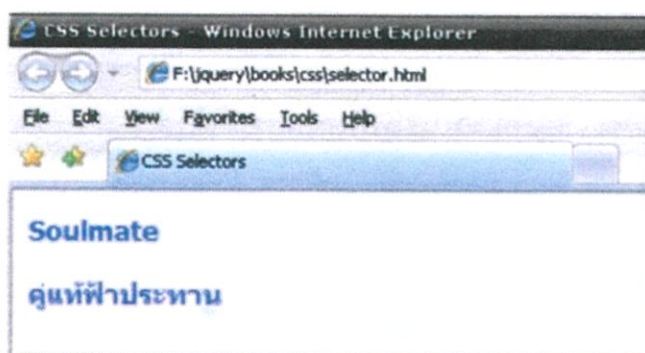 CSS Selectors - Windows Internet Explorer
F:\jquery\books\css\selector.html
File Edit View Favorites Tools Help
CSS Selectors
Soulmate
คู่แท้ฟ้าประทาน